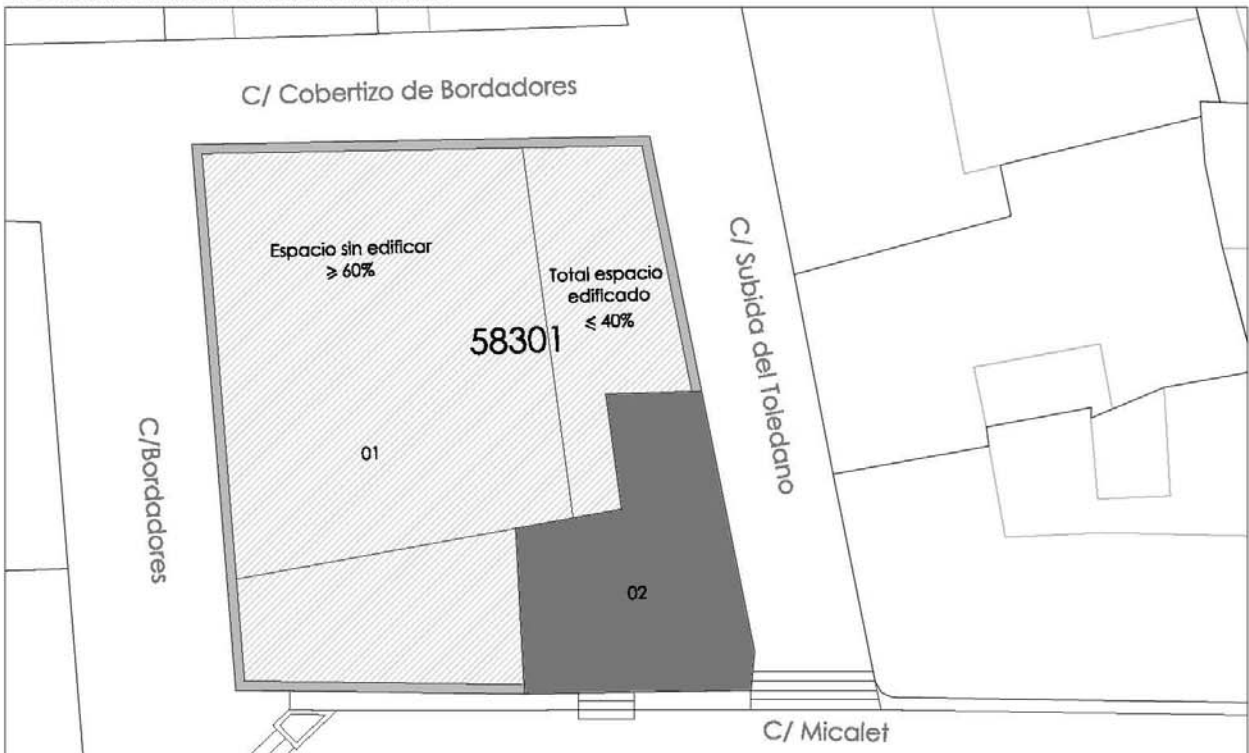 C/ Cobertizo de Bordadores
Espacio sin edificar
≥ 60%
Total espacio
edificado
≤ 40%
58301
C/ Subida del Toledano
01
C/Bordadores
02
C/ Micalet